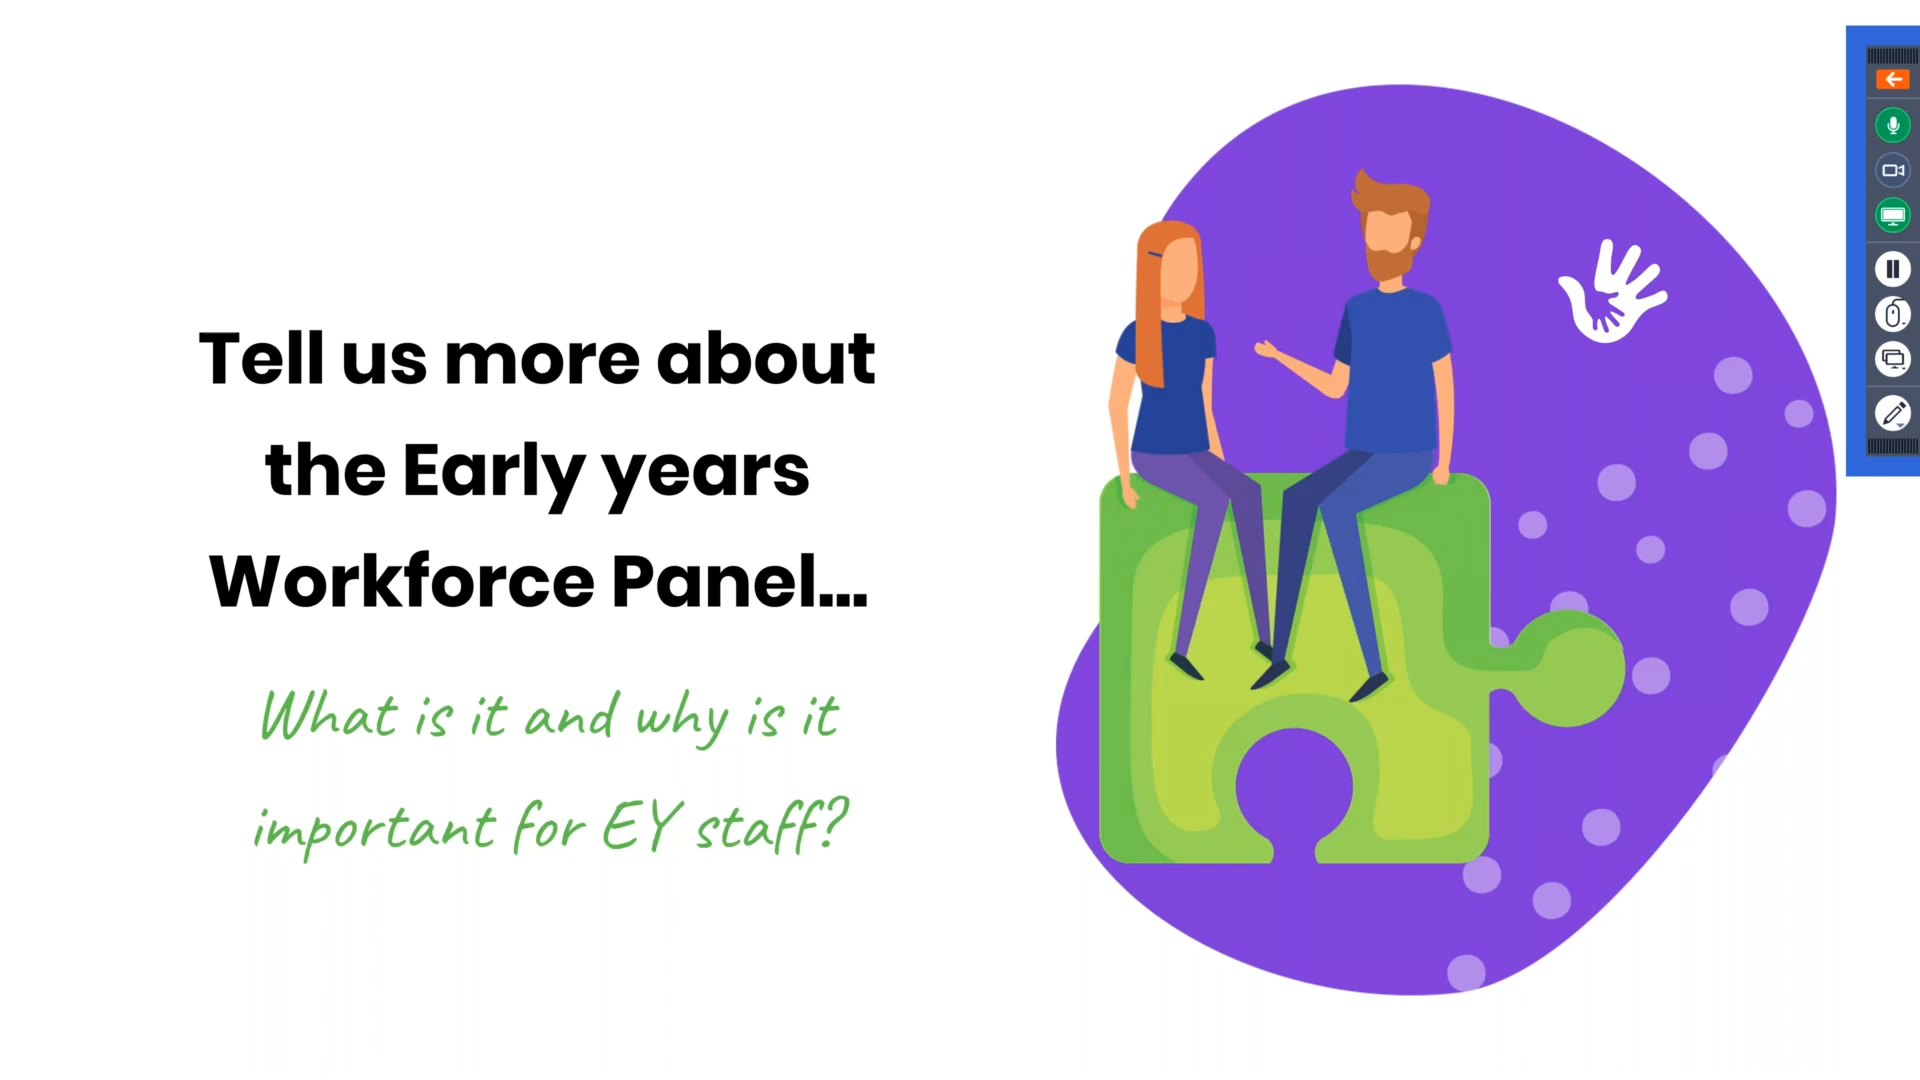 Tell us more about
the Early years
Workforce Panel...
What is it and why is it
important for EY staff?